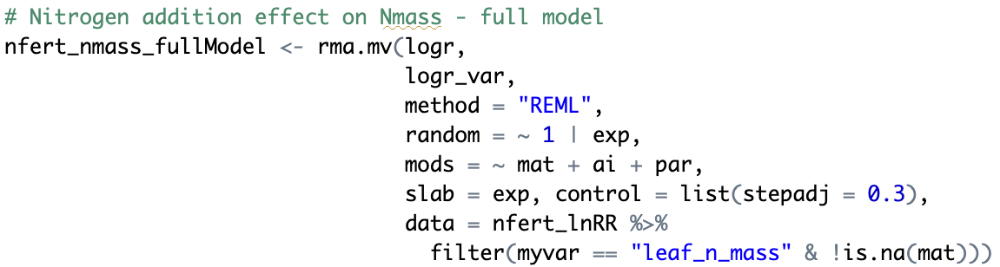 # Nitrogen addition effect on Nmass - full model
nfert_nmass_fullModel <- rma.mv(logr,
logr_var,
method = "REML",
random = ~ 1 | exp,
mods = ~ mat + ai + par,
slab = exp, control = list(stepadj = 0.3),
data = nfert_lnRR %>%
filter(myvar == "leaf_n_mass" & !is.na(mat)))